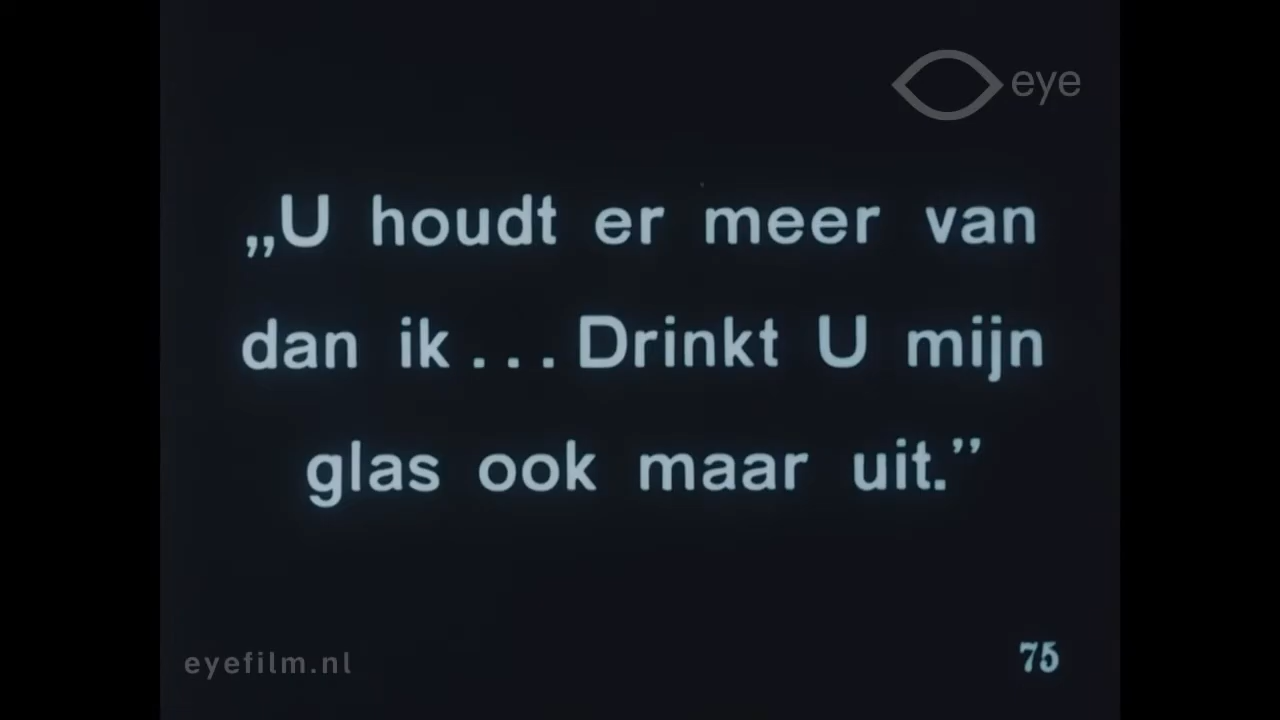 eye
„U houdt er meer van
dan ik . . . Drinkt U mijn
glas ook maar uit.”
eyefilm.nl
75